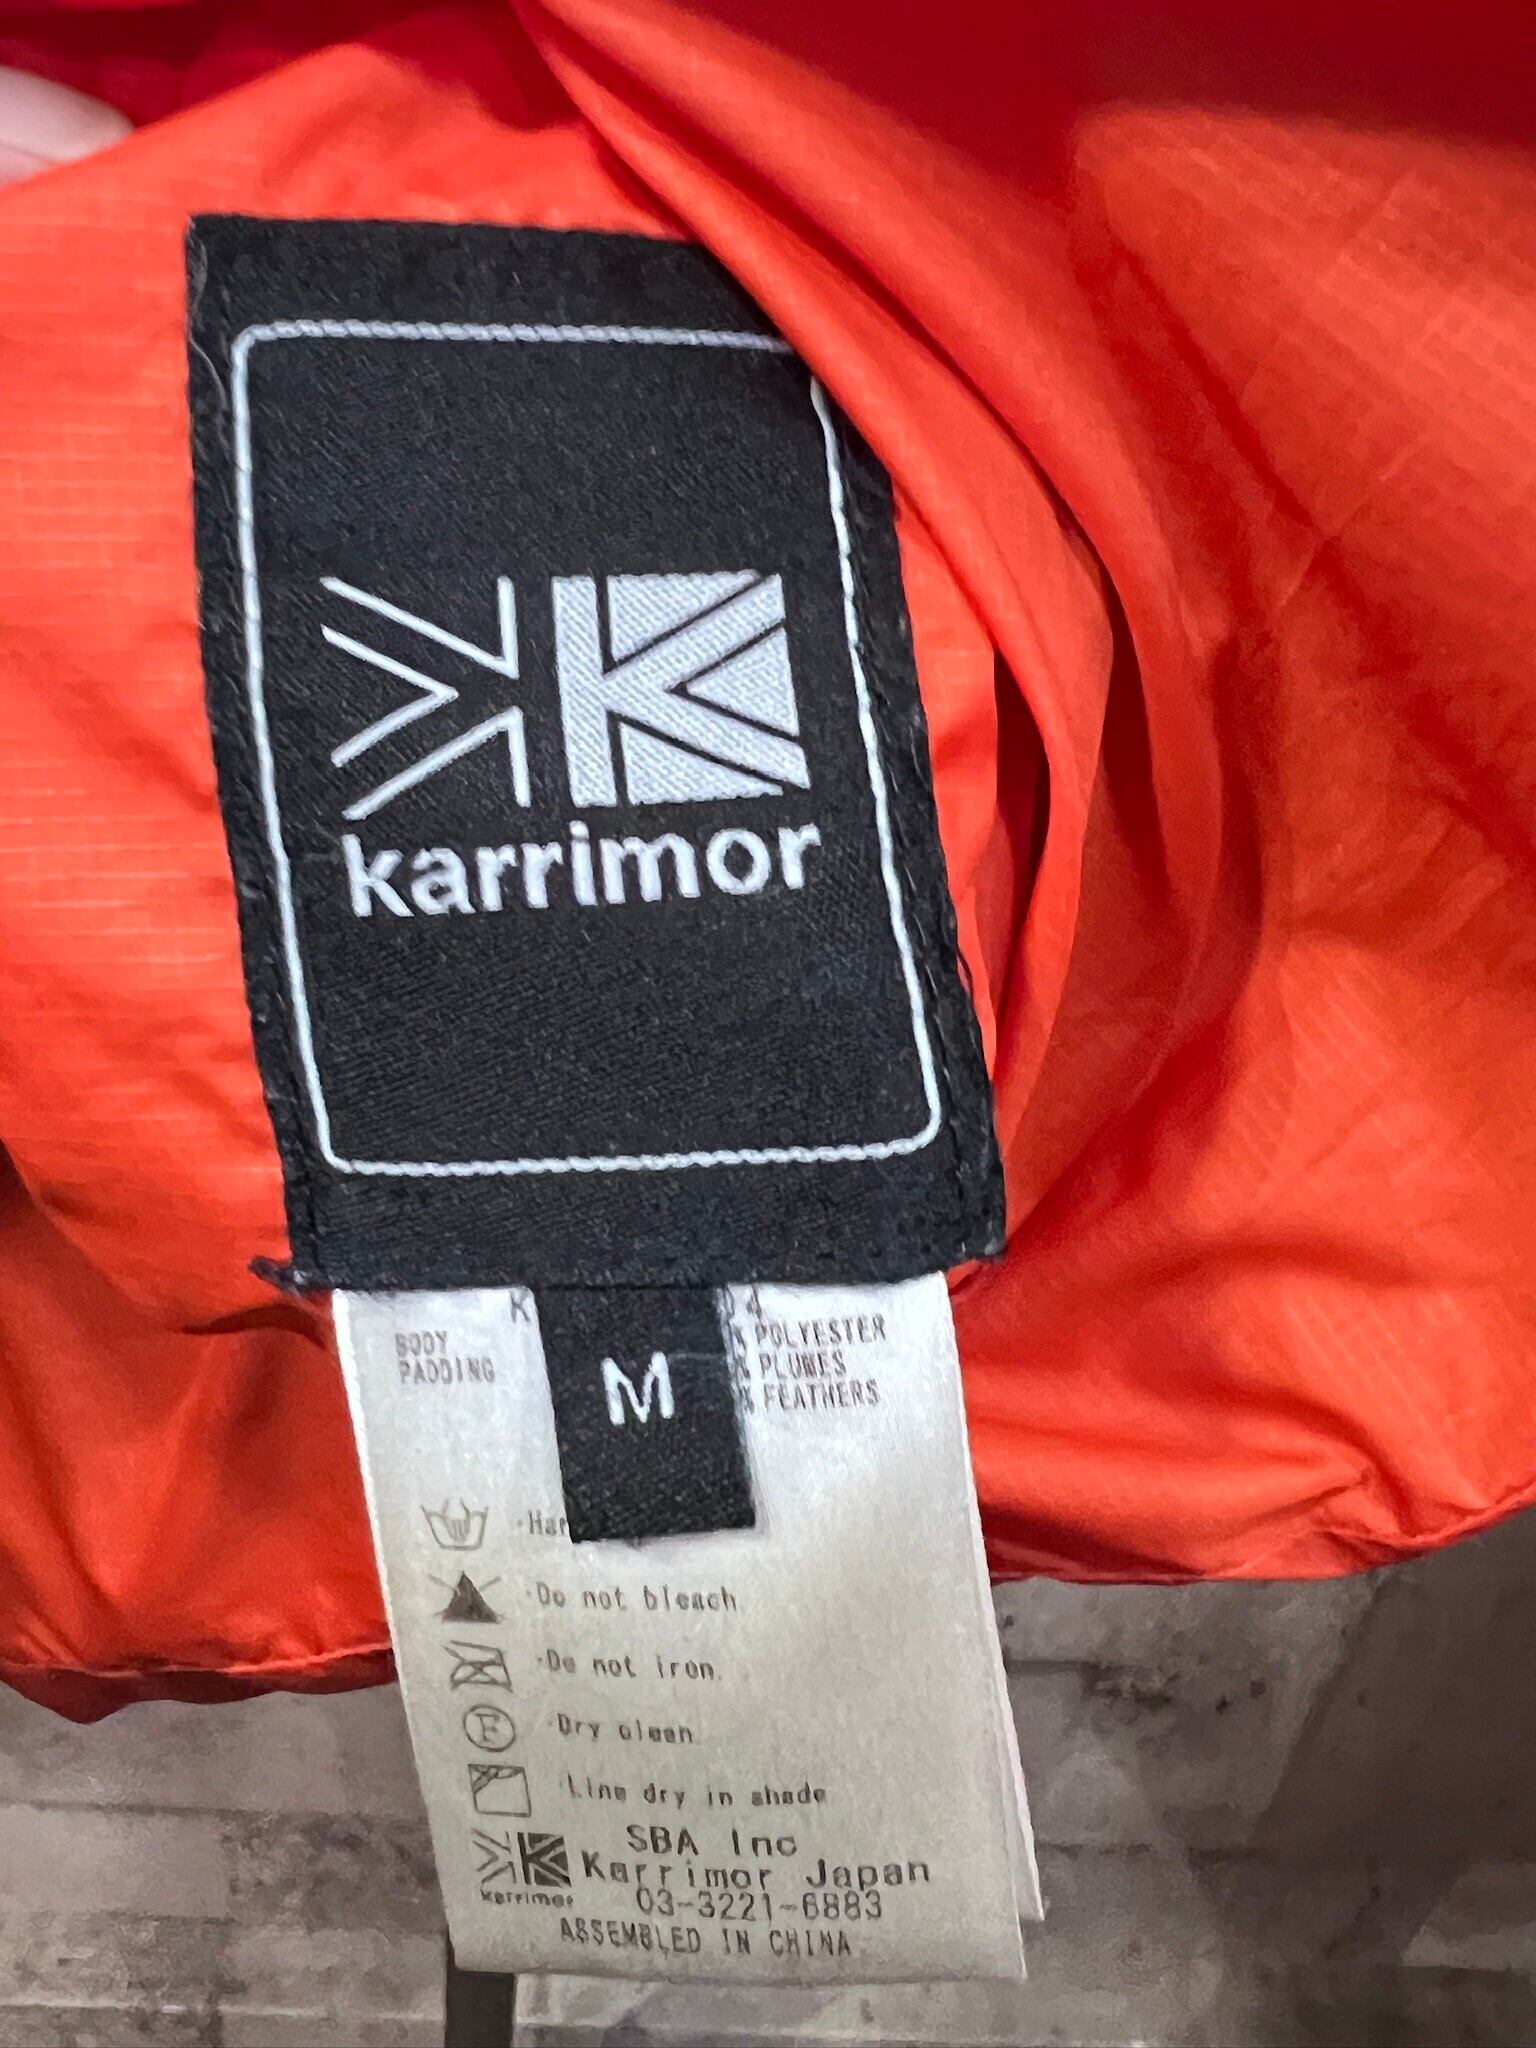 karrimor
M
BODY POLYESTER
PADDING PLUMES
FEATHERS
·Do not bleach.
·Do not iron.
·Dry clean.
·Line dry in shade
SBA Inc
Karrimor Japan
karrimor
03-3221-6883
ASSEMBLED IN CHINA